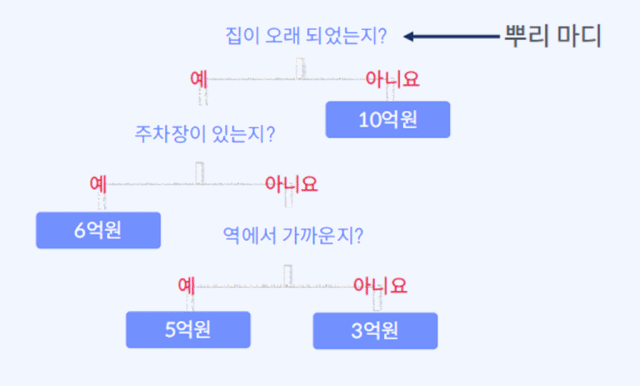 집이 오래 되었는지?
뿌리 마디
예
아니요
10억원
주차장이 있는지?
예
아니요
6억원
역에서 가까운지?
예
아니요
5억원
3억원